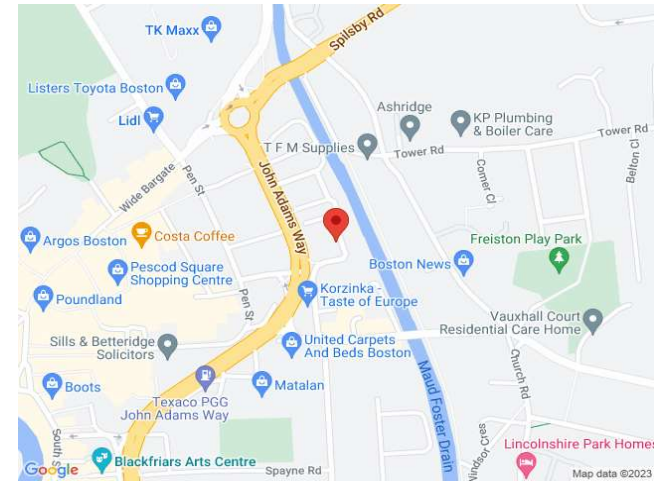 TK Maxx
Spilsby Rd
Listers Toyota Boston
Lidl
Ashridge
KP Plumbing
& Boiler Care
T F M Supplies
Tower Rd
Tower Rd
Pen St
Wide Bargate
John Adams Way
Comer Cl
Belton Cl
Argos Boston
Costa Coffee
Pescod Square
Shopping Centre
Boston News
Freiston Play Park
Poundland
Pen St
Korzinka -
Taste of Europe
Vauxhall Court
Residential Care Home
Sills & Betteridge
Solicitors
United Carpets
And Beds Boston
Maud Foster Drain
Church Rd
Boots
Texaco PGG
John Adams Way
Matalan
Windsor Cres
Lincolnshire Park Homes
South S
Blackfriars Arts Centre
Spayne Rd
Google
Map data ©2023